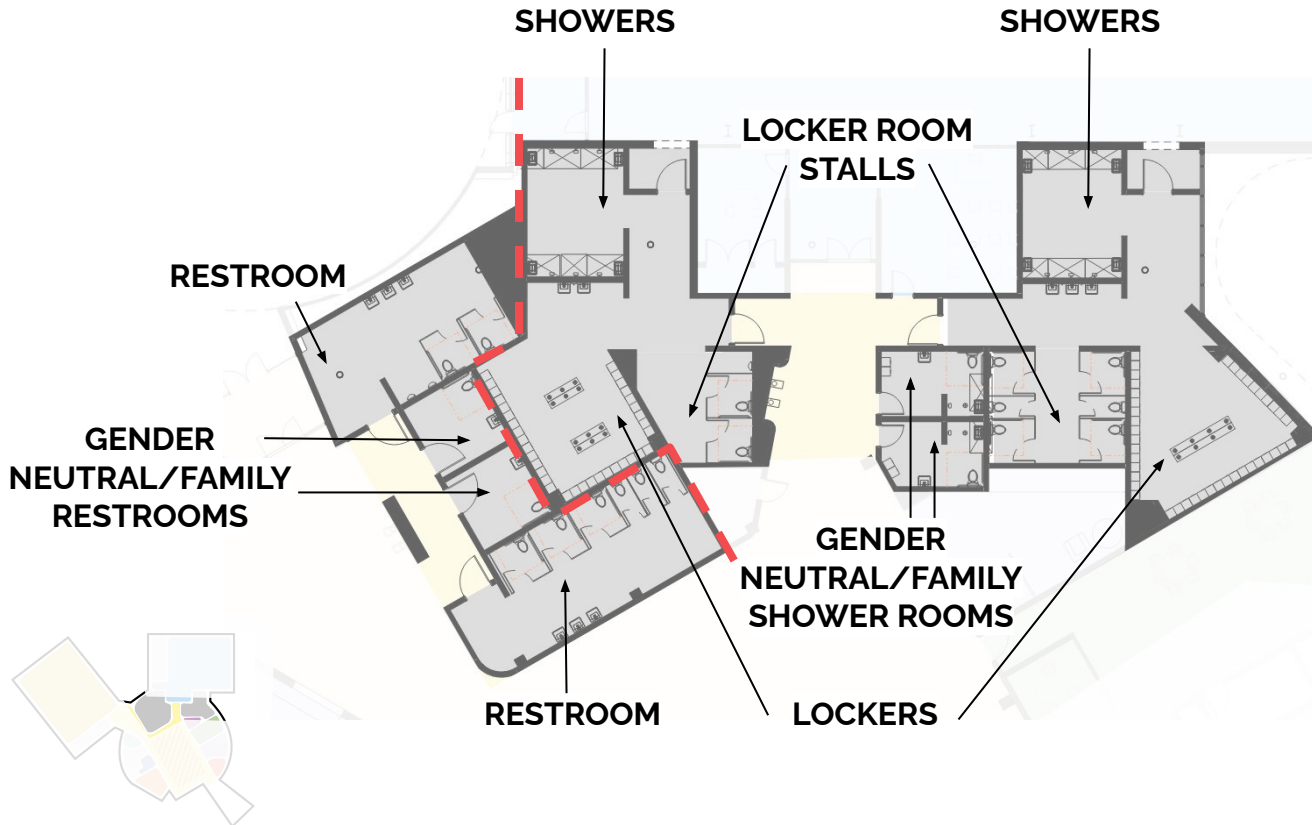 SHOWERS
SHOWERS
LOCKER ROOM
STALLS
RESTROOM
GENDER
NEUTRAL/FAMILY
RESTROOMS
GENDER
NEUTRAL/FAMILY
SHOWER ROOMS
RESTROOM
LOCKERS